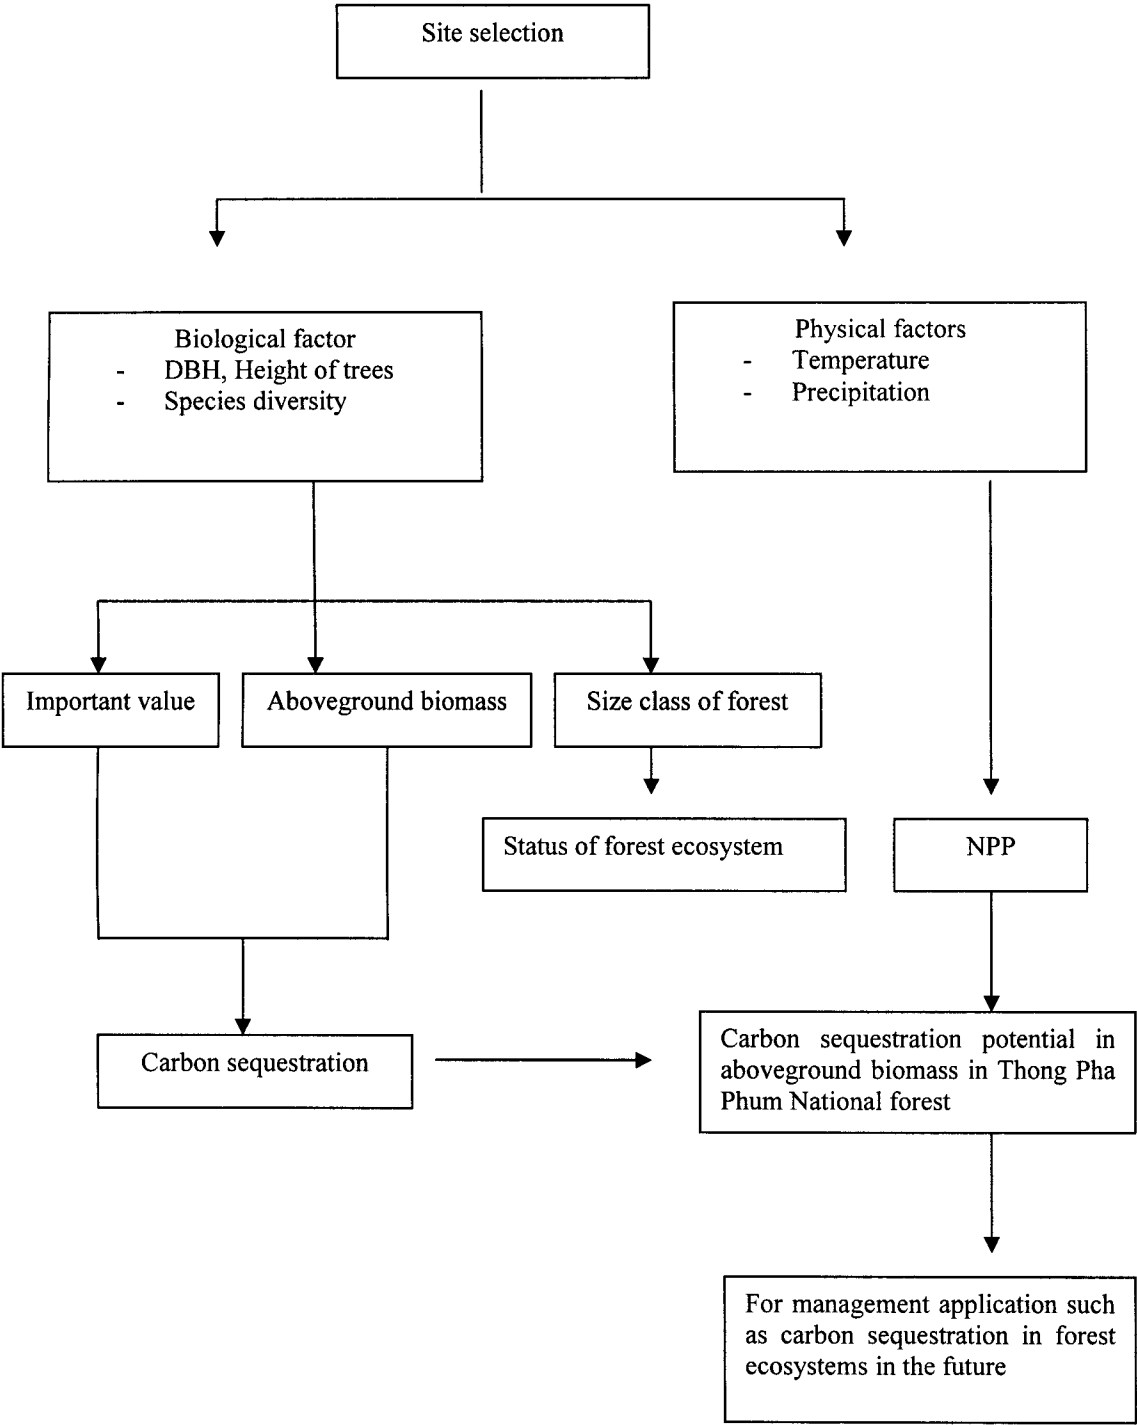 Site selection
Biological factor
- DBH, Height of trees
- Species diversity
Physical factors
- Temperature
- Precipitation
Important value
Aboveground biomass
Size class of forest
Status of forest ecosystem
NPP
Carbon sequestration
Carbon sequestration potential in
aboveground biomass in Thong Pha
Phum National forest
For management application such
as carbon sequestration in forest
ecosystems in the future